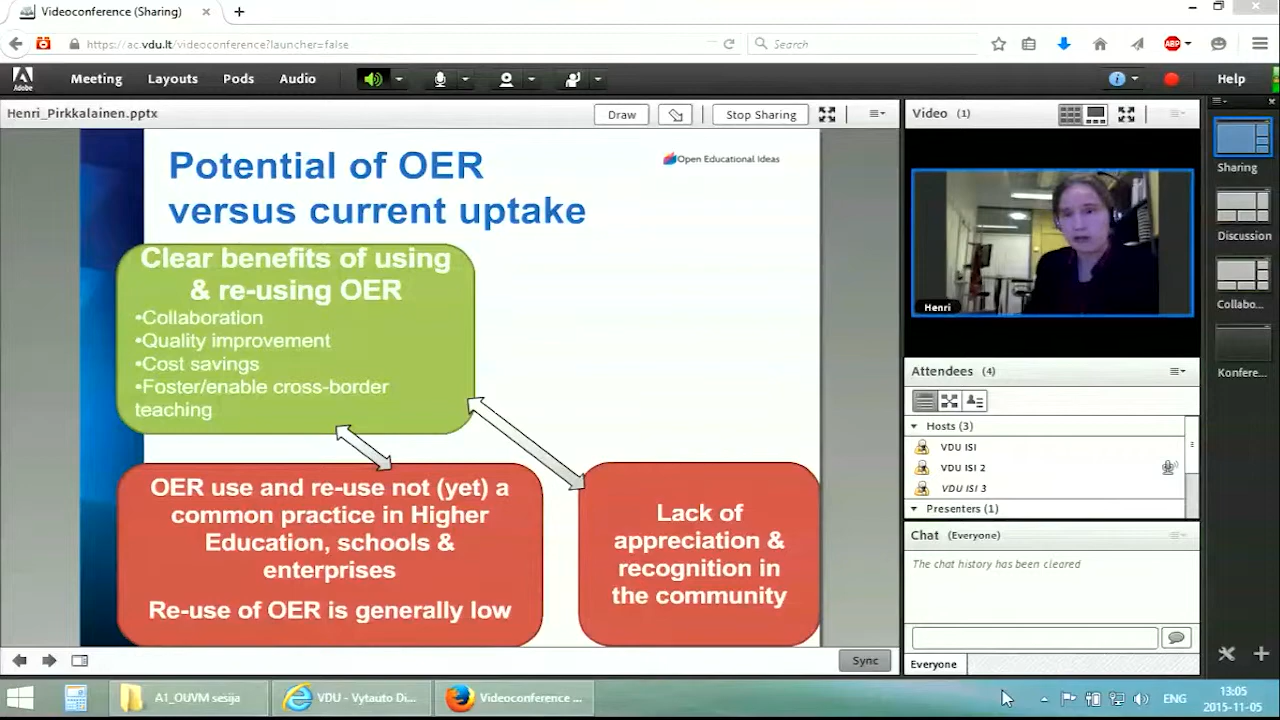 Videoconference (Sharing)
https://ac.vdu.lt/videoconference?launcher=false
Search
ABP
Adobe
Meeting
Layouts
Pods
Audio
Help
Henri_Pirkkalainen.pptx
Draw
Stop Sharing
Potential of OER
versus current uptake
Open Educational Ideas
Clear benefits of using
& re-using OER
•Collaboration
•Quality improvement
•Cost savings
•Foster/enable cross-border
teaching
OER use and re-use not (yet) a
common practice in Higher
Education, schools &
enterprises
Re-use of OER is generally low
Lack of
appreciation &
recognition in
the community
Sync
Video (1)
Henri
Attendees (4)
Hosts (3)
VDU ISI
VDU ISI 2
VDU ISI 3
Presenters (1)
Chat (Everyone)
The chat history has been cleared
Everyone
Sharing
Discussion
Collabo...
Konfere...
A1_OUVM sesija
VDU - Vytauto Di...
Videoconference ...
ENG
13:05
2015-11-05